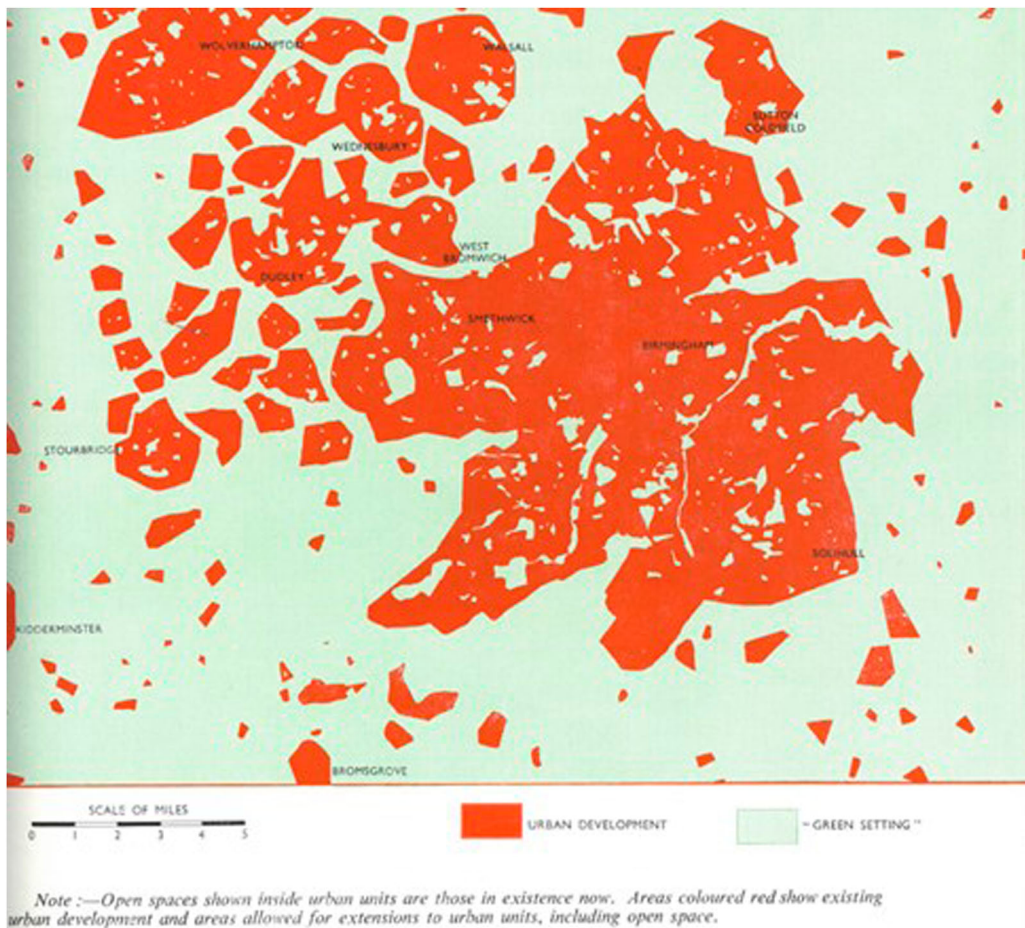 WOLVERHAMPTON
WALSALL
SUTTON
COLDFIELD
WEDNESBURY
WEST
BROMWICH
DUDLEY
SMETHWICK
BIRMINGHAM
STOURBRIDGE
SOLIHULL
KIDDERMINSTER
BROMSGROVE
SCALE OF MILES
0 1 2 3 4 5
URBAN DEVELOPMENT
"GREEN SETTING"
Note :—Open spaces shown inside urban units are those in existence now. Areas coloured red show existing
urban development and areas allowed for extensions to urban units, including open space.